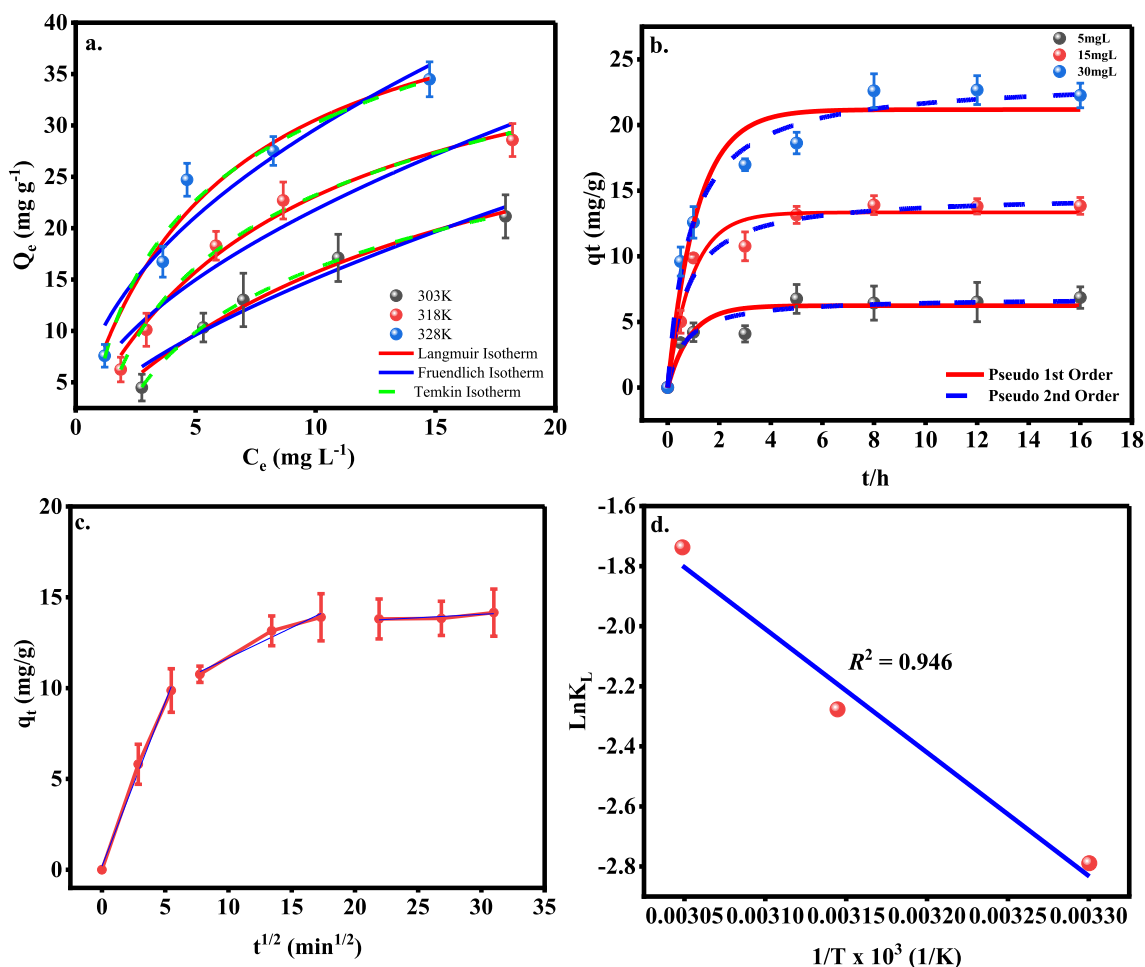 a.
Qe (mg g-1)
40
35
30
25
20
15
10
5
303K
318K
328K
Langmuir Isotherm
Fruendlich Isotherm
Temkin Isotherm
0 5 10 15 20
Ce (mg L-1)
b.
qt (mg/g)
25
20
15
10
5
0
5mgL
15mgL
30mgL
Pseudo 1st Order
Pseudo 2nd Order
0 2 4 6 8 10 12 14 16
t/h
c.
qt (mg/g)
20
15
10
5
0
0 5 10 15 20 25 30 35
t1/2 (min1/2)
d.
LnKL
-1.6
-1.8
-2.0
-2.2
-2.4
-2.6
-2.8
R2 = 0.946
0.00305 0.00310 0.00315 0.00320 0.00325 0.00330
1/T x 103 (1/K)